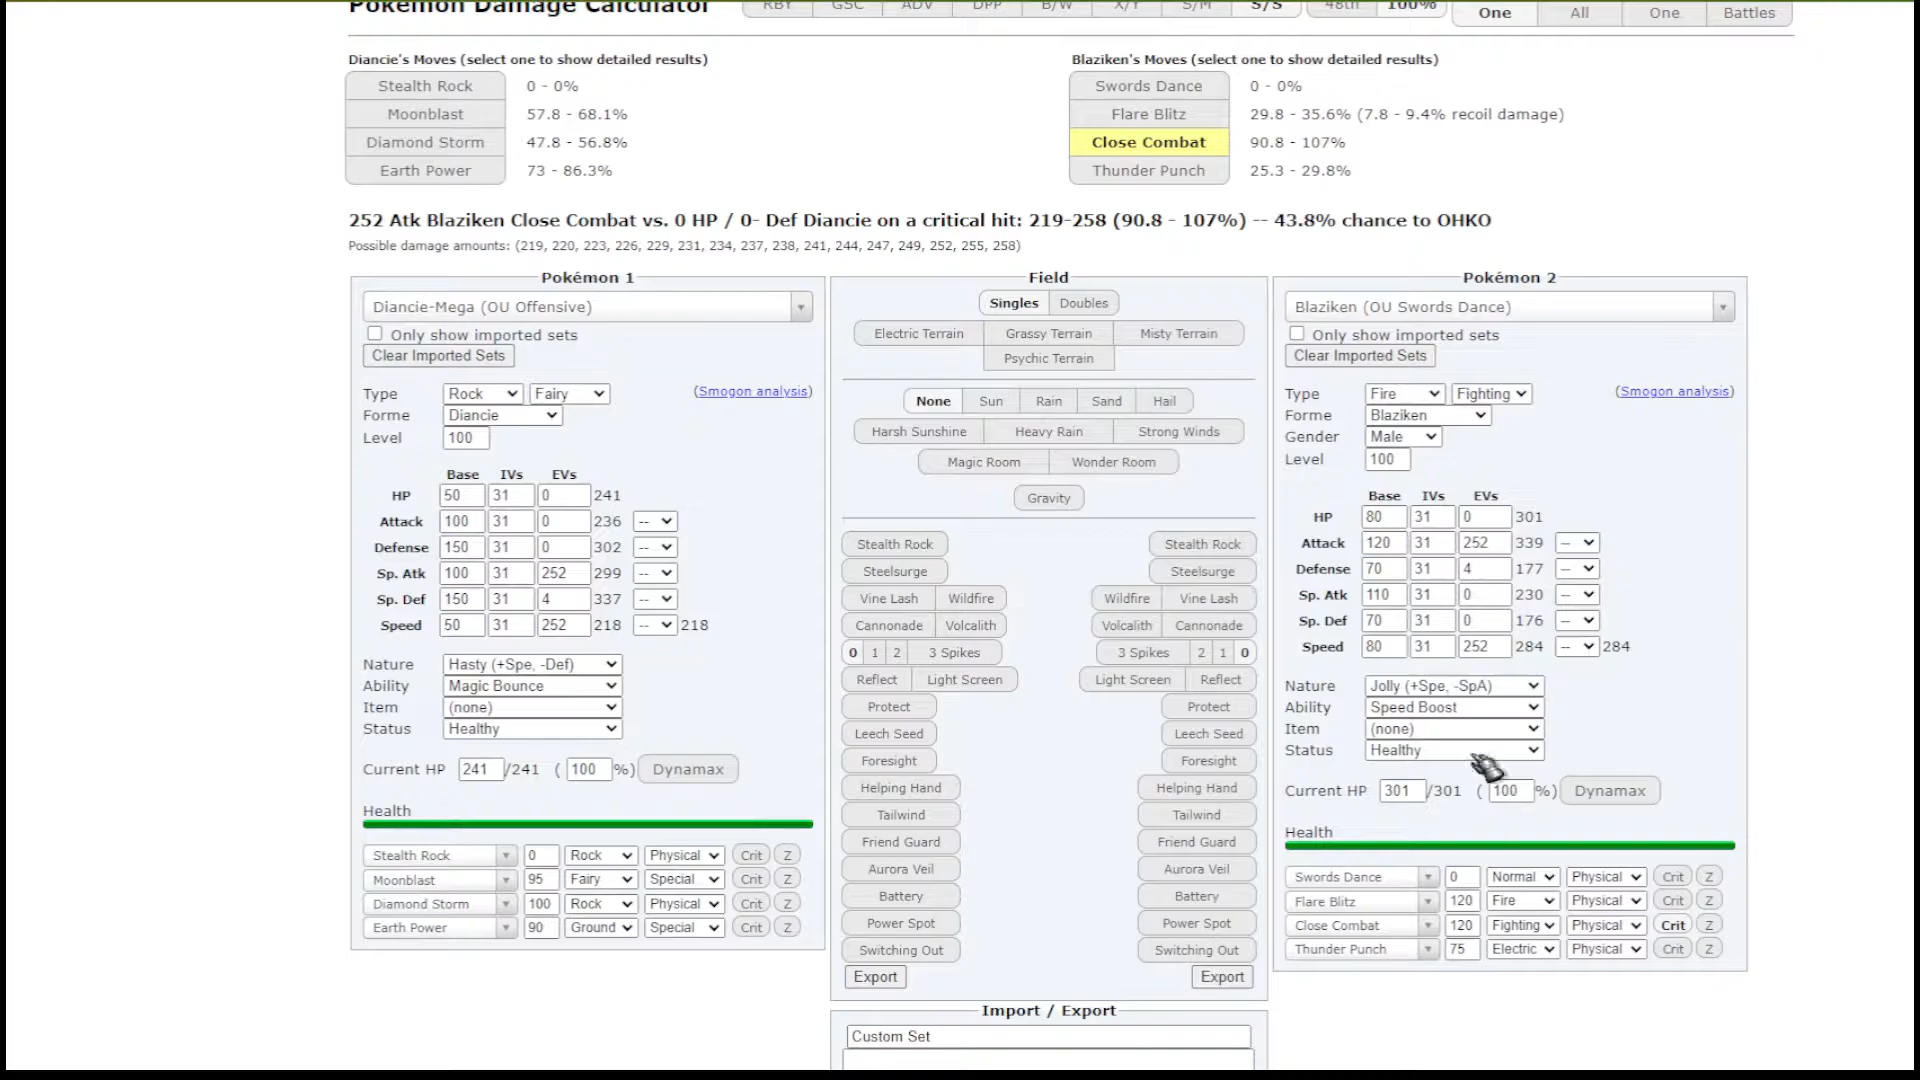 Pokémon Damage Calculator
RBY GSC ADV DPP B/W X/Y S/M S/S 48th 100% One All One Battles
Diancie's Moves (select one to show detailed results)
Stealth Rock 0 - 0%
Moonblast 57.8 - 68.1%
Diamond Storm 47.8 - 56.8%
Earth Power 73 - 86.3%
Blaziken's Moves (select one to show detailed results)
Swords Dance 0 - 0%
Flare Blitz 29.8 - 35.6% (7.8 - 9.4% recoil damage)
Close Combat 90.8 - 107%
Thunder Punch 25.3 - 29.8%
252 Atk Blaziken Close Combat vs. 0 HP / 0- Def Diancie on a critical hit: 219-258 (90.8 - 107%) -- 43.8% chance to OHKO
Possible damage amounts: (219, 220, 223, 226, 229, 231, 234, 237, 238, 241, 244, 247, 249, 252, 255, 258)
Pokémon 1
Diancie-Mega (OU Offensive)
Only show imported sets
Clear Imported Sets
Type Rock Fairy (Smogon analysis)
Forme Diancie
Level 100
Base IVs EVs
HP 50 31 0 241
Attack 100 31 0 236 --
Defense 150 31 0 302 --
Sp. Atk 100 31 252 299 --
Sp. Def 150 31 4 337 --
Speed 50 31 252 218 -- 218
Nature Hasty (+Spe, -Def)
Ability Magic Bounce
Item (none)
Status Healthy
Current HP 241 /241 ( 100 %) Dynamax
Health
Stealth Rock 0 Rock Physical Crit Z
Moonblast 95 Fairy Special Crit Z
Diamond Storm 100 Rock Physical Crit Z
Earth Power 90 Ground Special Crit Z
Field
Singles Doubles
Electric Terrain Grassy Terrain Misty Terrain
Psychic Terrain
None Sun Rain Sand Hail
Harsh Sunshine Heavy Rain Strong Winds
Magic Room Wonder Room
Gravity
Stealth Rock Stealth Rock
Steelsurge Steelsurge
Vine Lash Wildfire Wildfire Vine Lash
Cannonade Volcalith Volcalith Cannonade
0 1 2 3 Spikes 3 Spikes 2 1 0
Reflect Light Screen Light Screen Reflect
Protect Protect
Leech Seed Leech Seed
Foresight Foresight
Helping Hand Helping Hand
Tailwind Tailwind
Friend Guard Friend Guard
Aurora Veil Aurora Veil
Battery Battery
Power Spot Power Spot
Switching Out Switching Out
Export Export
Import / Export
Custom Set
Pokémon 2
Blaziken (OU Swords Dance)
Only show imported sets
Clear Imported Sets
Type Fire Fighting (Smogon analysis)
Forme Blaziken
Gender Male
Level 100
Base IVs EVs
HP 80 31 0 301
Attack 120 31 252 339 --
Defense 70 31 4 177 --
Sp. Atk 110 31 0 230 --
Sp. Def 70 31 0 176 --
Speed 80 31 252 284 -- 284
Nature Jolly (+Spe, -SpA)
Ability Speed Boost
Item (none)
Status Healthy
Current HP 301 /301 ( 100 %) Dynamax
Health
Swords Dance 0 Normal Physical Crit Z
Flare Blitz 120 Fire Physical Crit Z
Close Combat 120 Fighting Physical Crit Z
Thunder Punch 75 Electric Physical Crit Z